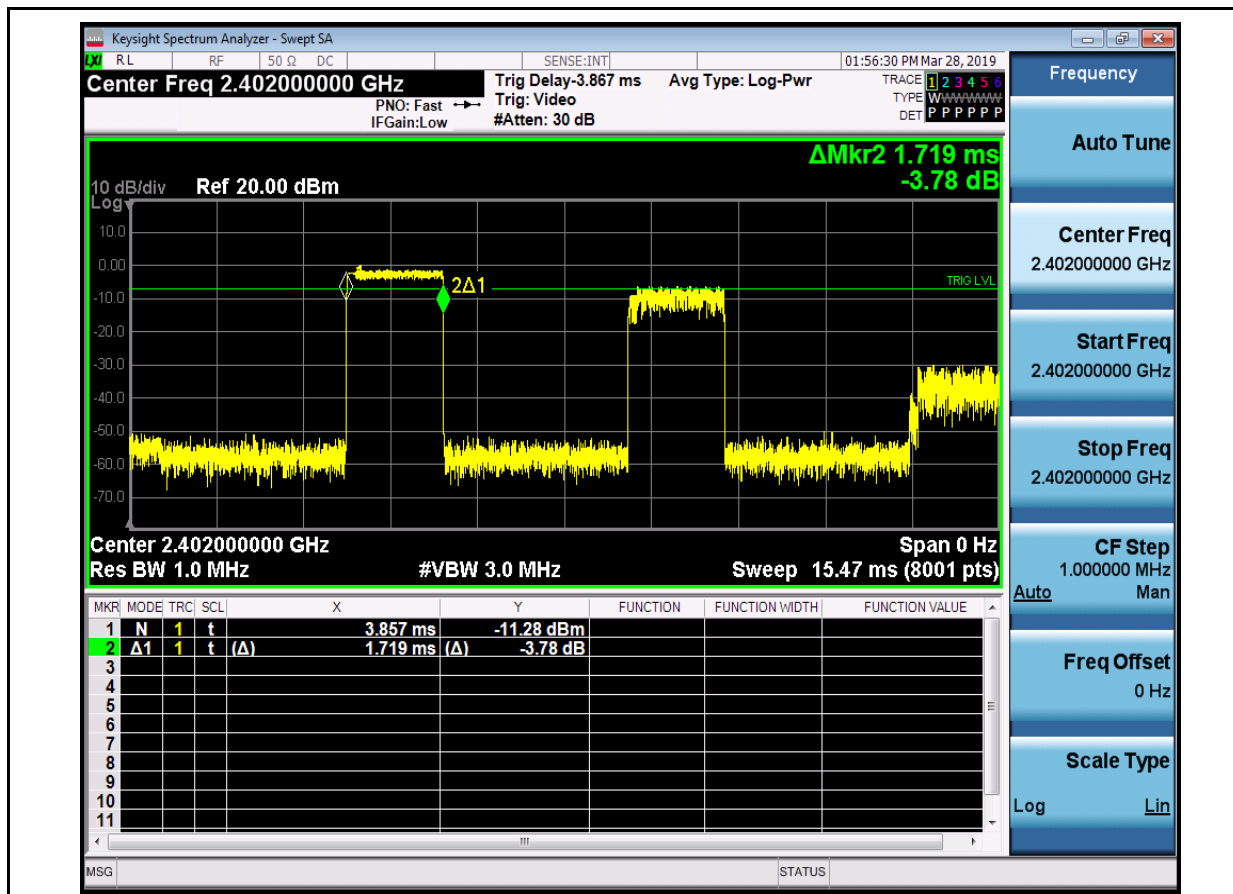 Keysight Spectrum Analyzer - Swept SA
LXI RL RF 50 Ω DC SENSE:INT 01:56:30 PM Mar 28, 2019
Center Freq 2.402000000 GHz
PNO: Fast
IFGain:Low
Trig Delay-3.867 ms
Trig: Video
#Atten: 30 dB
Avg Type: Log-Pwr
TRACE 1 2 3 4 5 6
TYPE WWWWWW
DET P P P P P P
ΔMkr2 1.719 ms
-3.78 dB
10 dB/div Ref 20.00 dBm
Log
10.0
0.00
-10.0
-20.0
-30.0
-40.0
-50.0
-60.0
-70.0
2Δ1
TRIG LVL
Center 2.402000000 GHz Span 0 Hz
Res BW 1.0 MHz #VBW 3.0 MHz Sweep 15.47 ms (8001 pts)
MKR MODE TRC SCL X Y FUNCTION FUNCTION WIDTH FUNCTION VALUE
1 N 1 t 3.857 ms -11.28 dBm
2 Δ1 1 t (Δ) 1.719 ms (Δ) -3.78 dB
3
4
5
6
7
8
9
10
11
MSG STATUS
Frequency
Auto Tune
Center Freq
2.402000000 GHz
Start Freq
2.402000000 GHz
Stop Freq
2.402000000 GHz
CF Step
1.000000 MHz
Auto Man
Freq Offset
0 Hz
Scale Type
Log Lin